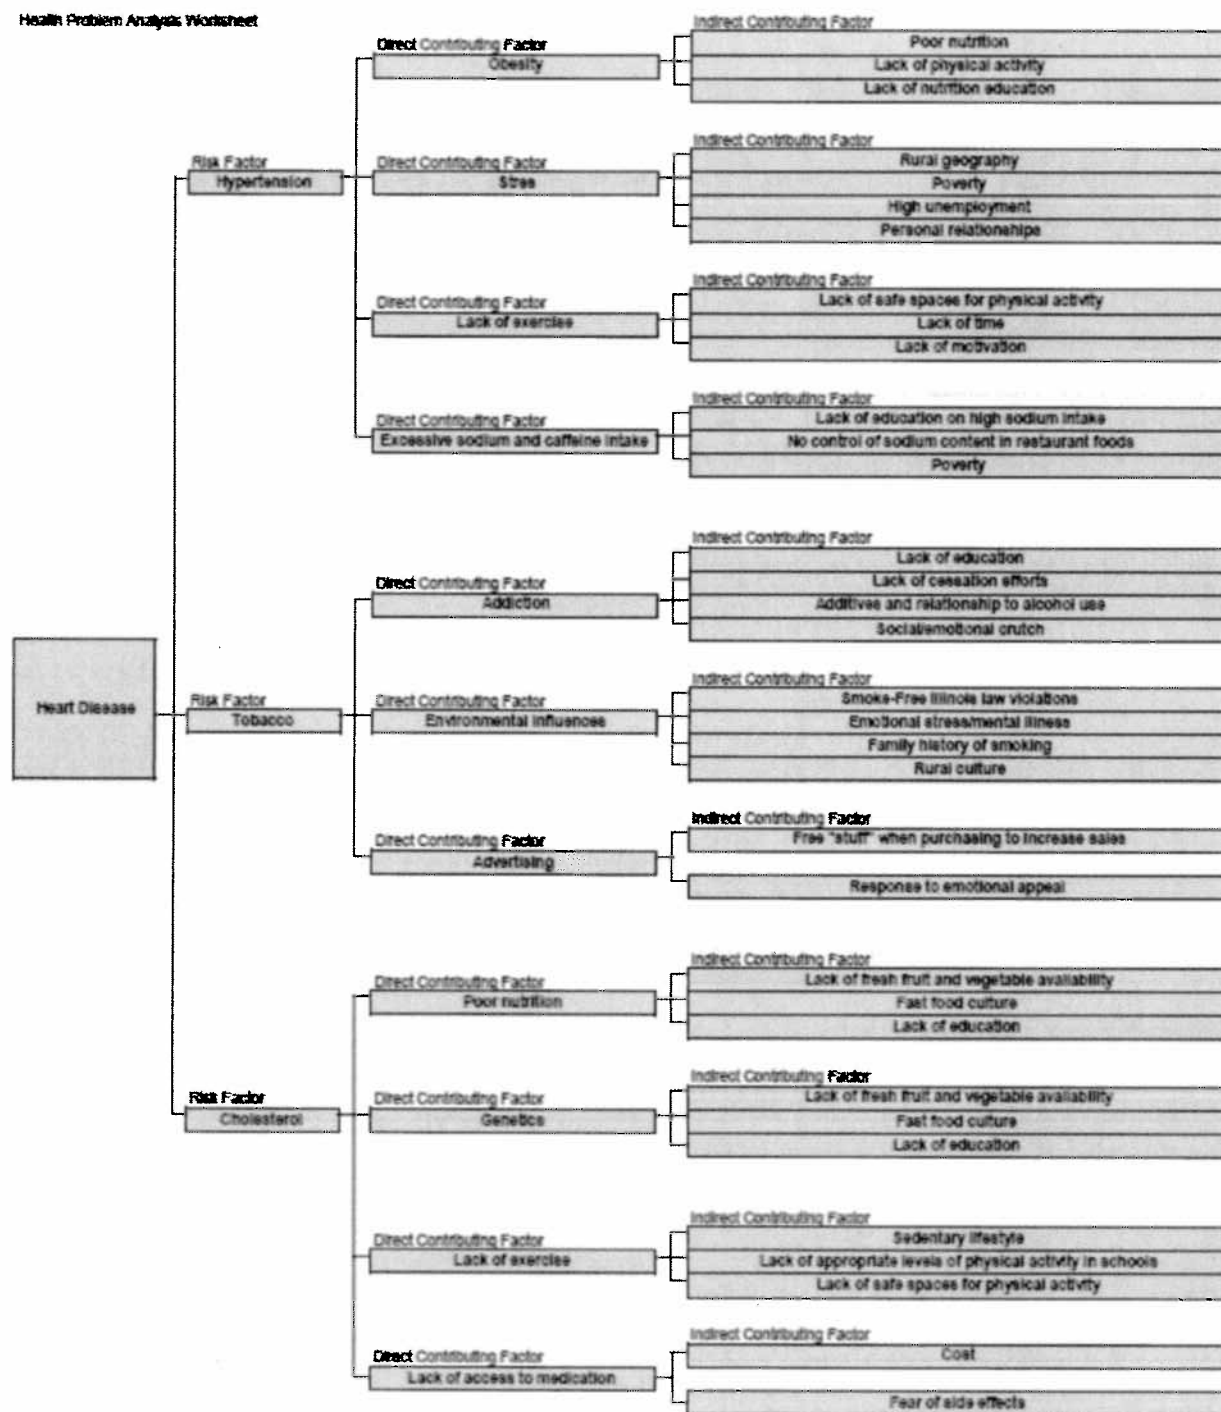 Health Problem Analysis Worksheet
Indirect Contributing Factor
Direct Contributing Factor
Poor nutrition
Obesity
Lack of physical activity
Lack of nutrition education
Indirect Contributing Factor
Risk Factor
Direct Contributing Factor
Rural geography
Hypertension
Stres
Poverty
High unemployment
Personal relationships
Indirect Contributing Factor
Direct Contributing Factor
Lack of safe spaces for physical activity
Lack of exercise
Lack of time
Lack of motivation
Indirect Contributing Factor
Direct Contributing Factor
Lack of education on high sodium intake
Excessive sodium and caffeine intake
No control of sodium content in restaurant foods
Poverty
Indirect Contributing Factor
Lack of education
Direct Contributing Factor
Lack of cessation efforts
Addiction
Additives and relationship to alcohol use
Social/emotional crutch
Heart Disease
Indirect Contributing Factor
Risk Factor
Direct Contributing Factor
Smoke-Free Illinois law violations
Tobacco
Environmental influences
Emotional stress/mental illness
Family history of smoking
Rural culture
Indirect Contributing Factor
Direct Contributing Factor
Free "stuff" when purchasing to increase sales
Advertising
Response to emotional appeal
Indirect Contributing Factor
Direct Contributing Factor
Lack of fresh fruit and vegetable availability
Poor nutrition
Fast food culture
Lack of education
Indirect Contributing Factor
Risk Factor
Direct Contributing Factor
Lack of fresh fruit and vegetable availability
Cholesterol
Genetics
Fast food culture
Lack of education
Indirect Contributing Factor
Direct Contributing Factor
Sedentary lifestyle
Lack of exercise
Lack of appropriate levels of physical activity in schools
Lack of safe spaces for physical activity
Indirect Contributing Factor
Direct Contributing Factor
Cost
Lack of access to medication
Fear of side effects